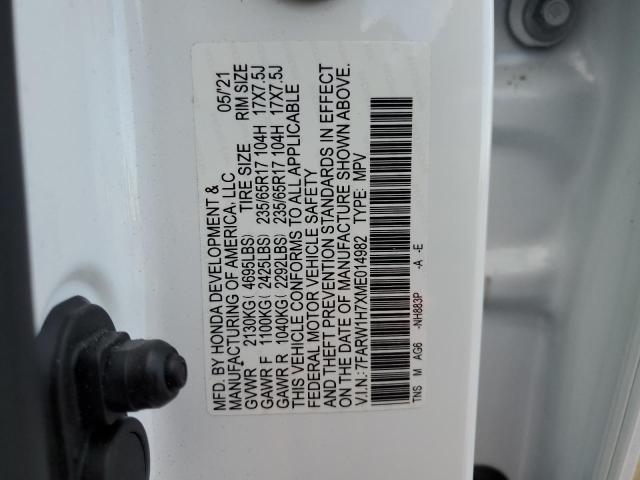 MFD. BY HONDA DEVELOPMENT &
MANUFACTURING OF AMERICA, LLC 05/'21
GVWR 2130KG( 4695LBS) TIRE SIZE RIM SIZE
GAWR F 1100KG( 2425LBS) 235/65R17 104H 17X7.5J
GAWR R 1040KG( 2292LBS) 235/65R17 104H 17X7.5J
THIS VEHICLE CONFORMS TO ALL APPLICABLE
FEDERAL MOTOR VEHICLE SAFETY
AND THEFT PREVENTION STANDARDS IN EFFECT
ON THE DATE OF MANUFACTURE SHOWN ABOVE.
V.I.N.:7FARW1H7XME014982 TYPE: MPV
TNS M AG6 -NH883P -A -E